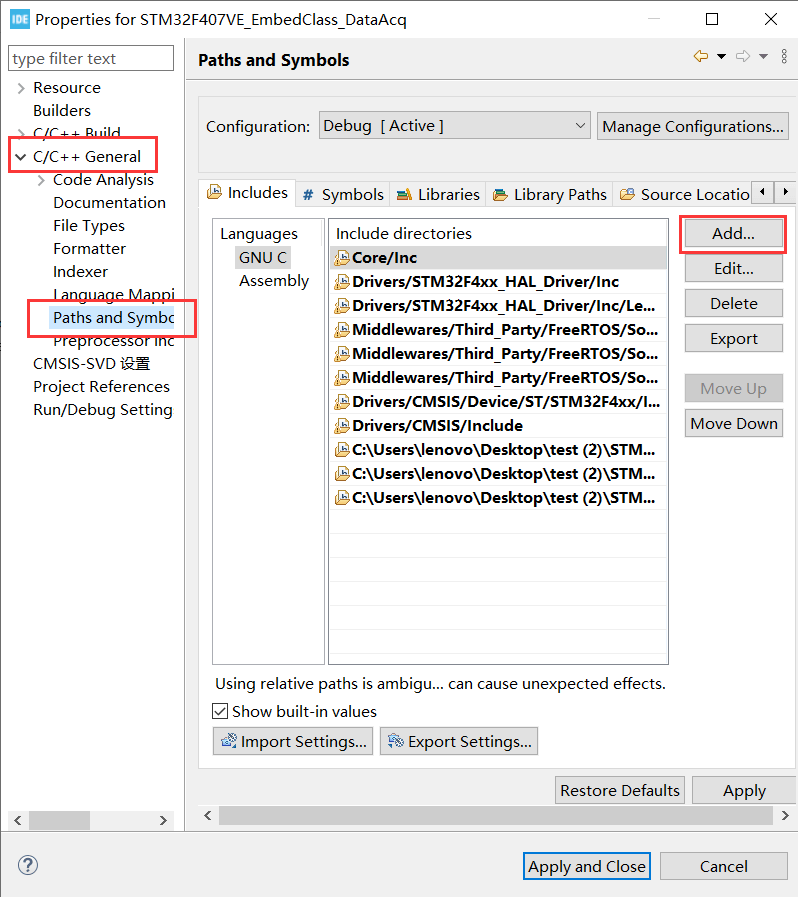 IDE Properties for STM32F407VE_EmbedClass_DataAcq
type filter text
Resource
Builders
C/C++ Build
C/C++ General
Code Analysis
Documentation
File Types
Formatter
Indexer
Language Mappi
Paths and Symbo
Preprocessor Inc
CMSIS-SVD 设置
Project References
Run/Debug Setting
Paths and Symbols
Configuration:
Debug [ Active ]
Manage Configurations...
Includes
# Symbols
Libraries
Library Paths
Source Locatio
Languages
GNU C
Assembly
Include directories
Core/Inc
Drivers/STM32F4xx_HAL_Driver/Inc
Drivers/STM32F4xx_HAL_Driver/Inc/Le...
Middlewares/Third_Party/FreeRTOS/So...
Middlewares/Third_Party/FreeRTOS/So...
Middlewares/Third_Party/FreeRTOS/So...
Drivers/CMSIS/Device/ST/STM32F4xx/I...
Drivers/CMSIS/Include
C:\Users\lenovo\Desktop\test (2)\STM...
C:\Users\lenovo\Desktop\test (2)\STM...
C:\Users\lenovo\Desktop\test (2)\STM...
Add...
Edit...
Delete
Export
Move Up
Move Down
Using relative paths is ambigu... can cause unexpected effects.
Show built-in values
Import Settings...
Export Settings...
Restore Defaults
Apply
?
Apply and Close
Cancel